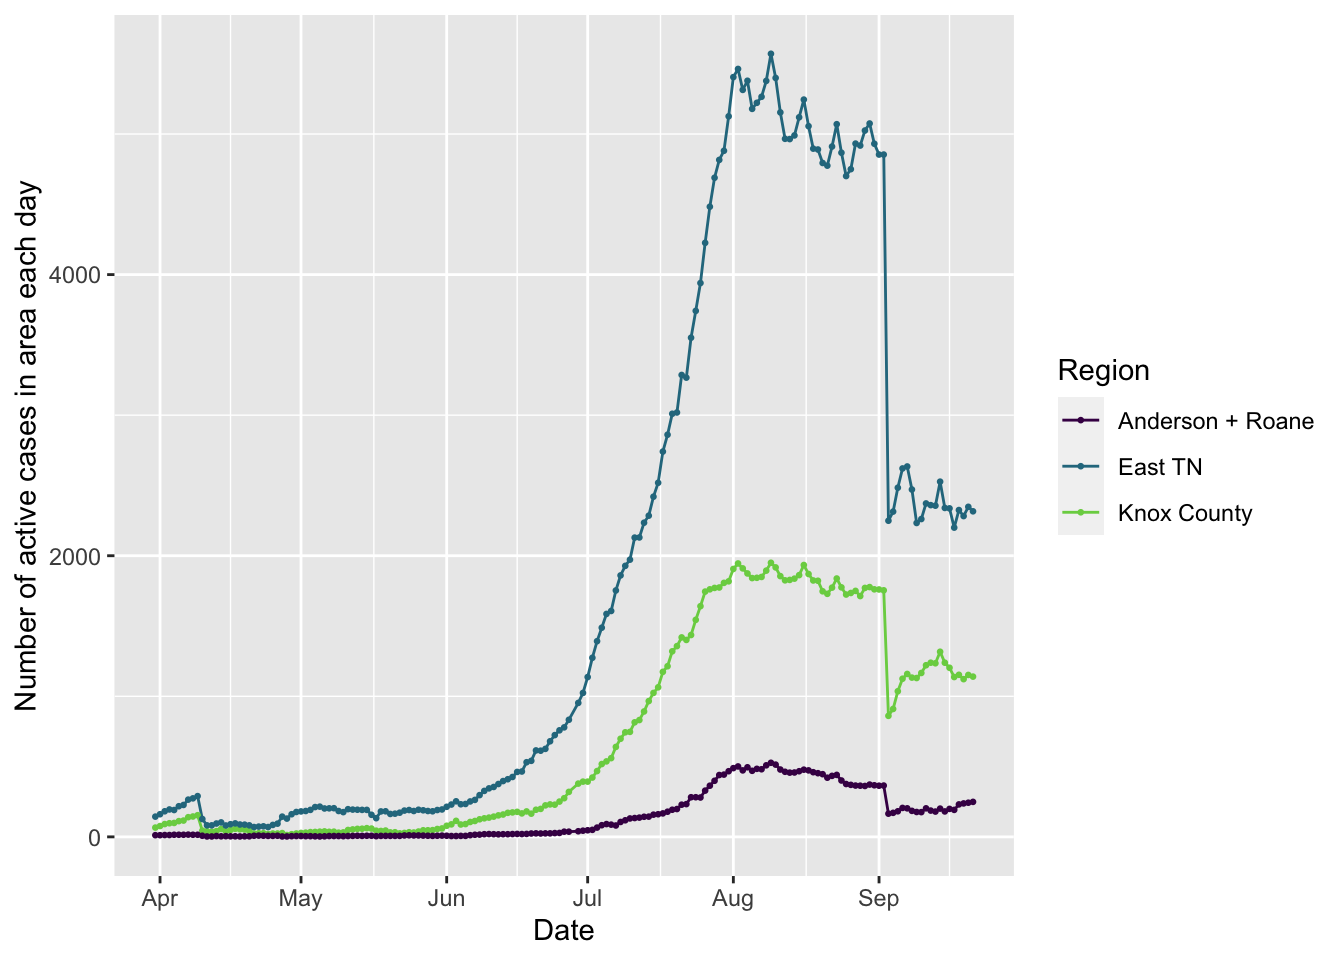 Number of active cases in area each day
4000
2000
0
Apr
May
Jun
Jul
Aug
Sep
Date
Region
Anderson + Roane
East TN
Knox County